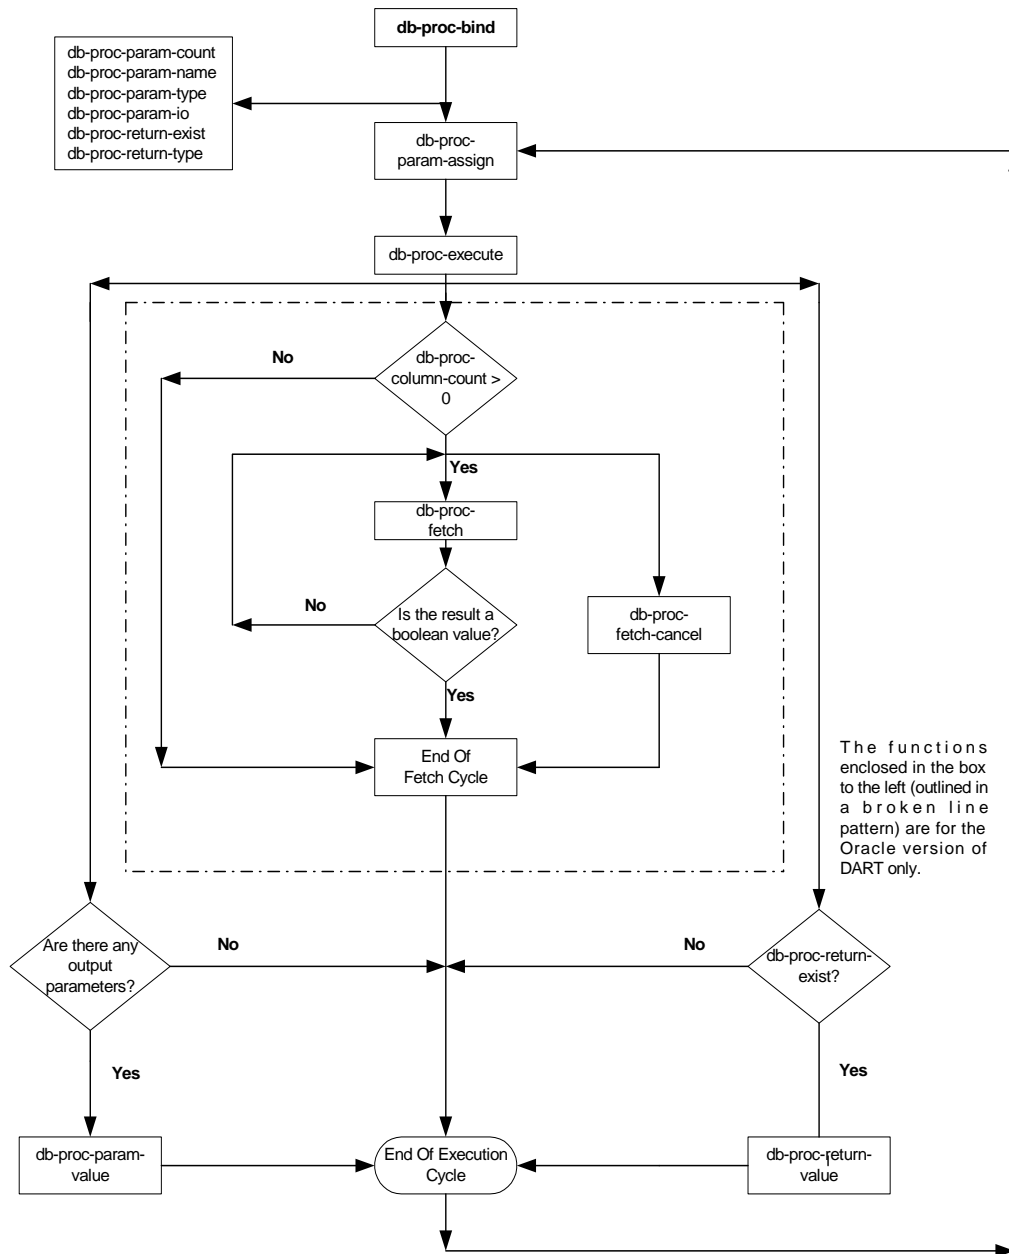 db-proc-bind
db-proc-param-count
db-proc-param-name
db-proc-param-type
db-proc-param-io
db-proc-return-exist
db-proc-return-type
db-proc-
param-assign
db-proc-execute
No
db-proc-
column-count >
0
Yes
db-proc-
fetch
No
Is the result a
boolean value?
db-proc-
fetch-cancel
Yes
End Of
Fetch Cycle
The functions
enclosed in the box
to the left (outlined in
a broken line
pattern) are for the
Oracle version of
DART only.
Are there any
output
parameters?
No
No
db-proc-return-
exist?
Yes
Yes
db-proc-param-
value
End Of Execution
Cycle
db-proc-return-
value